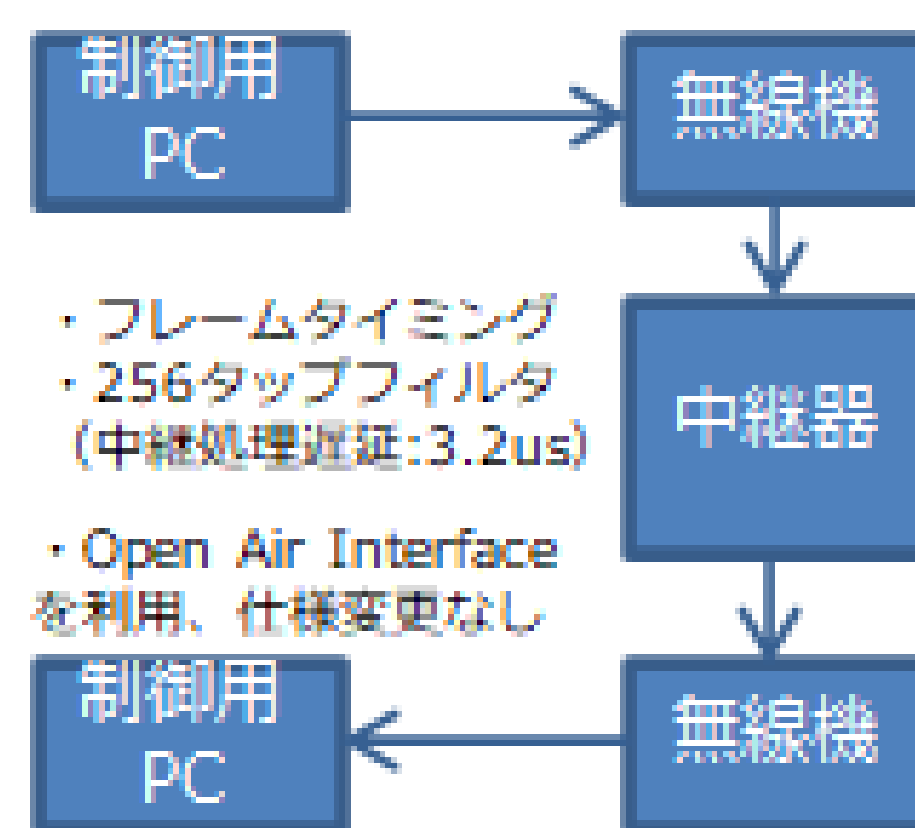 制御用
PC
無線機
・フレームタイミング
・256タップフィルタ
(中継処理遅延:3.2us)
中継器
・Open Air Interface
を利用、仕様変更なし
制御用
PC
無線機